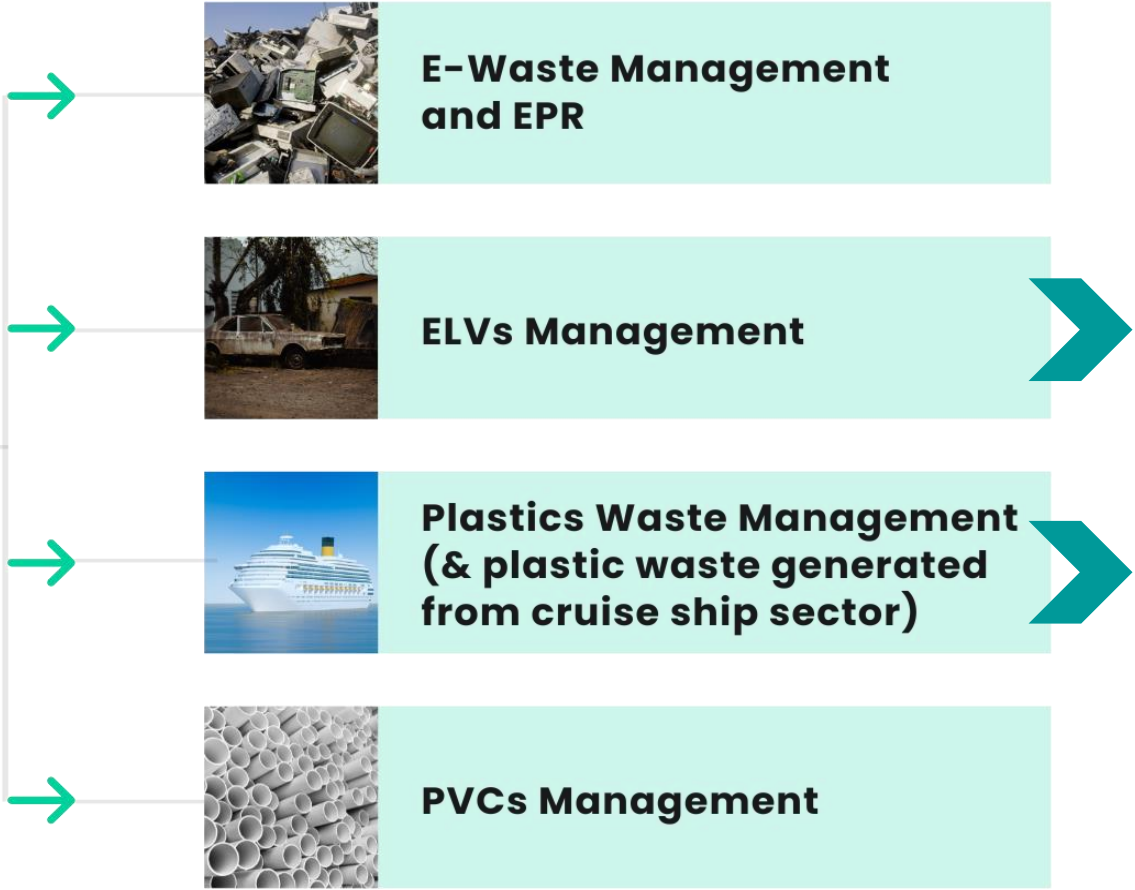 E-Waste Management
and EPR
ELVs Management
Plastics Waste Management
(& plastic waste generated
from cruise ship sector)
PVCs Management